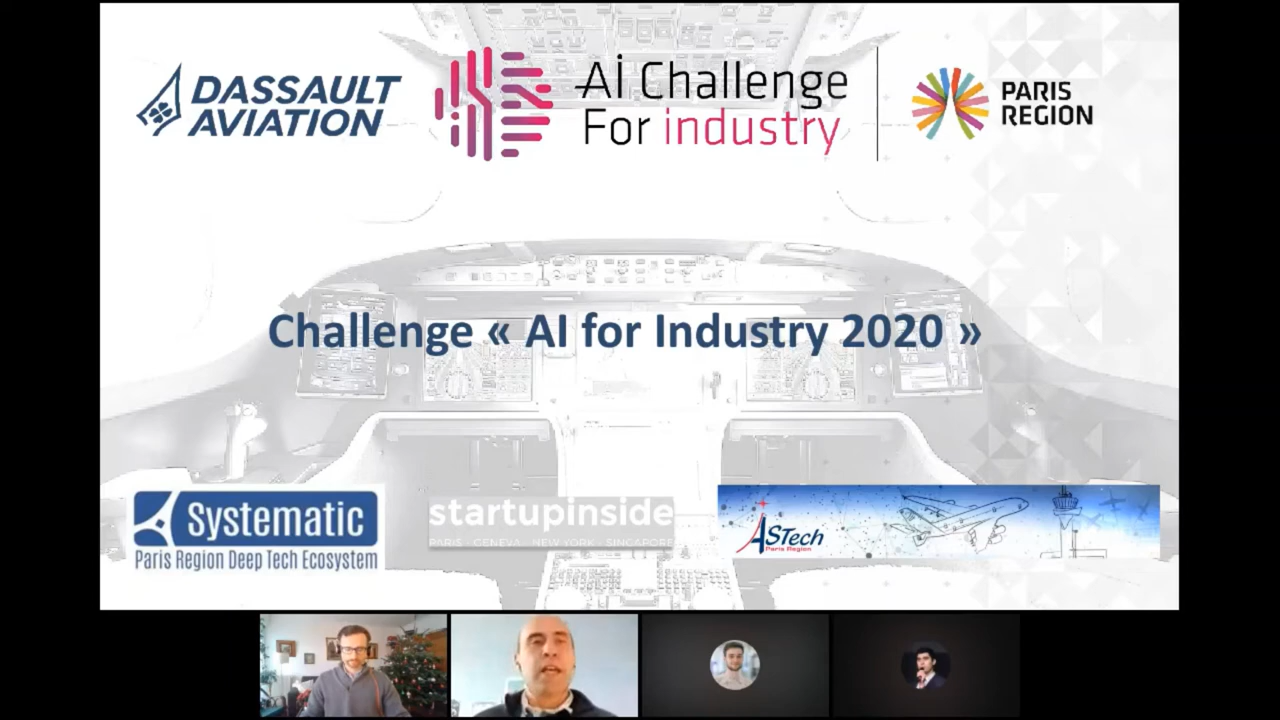 DASSAULT
AVIATION
AI Challenge
For industry
PARIS
REGION
Challenge « AI for Industry 2020 »
Systematic
Paris Region Deep Tech Ecosystem
startupinside
PARIS - GENEVA - NEW YORK - SINGAPORE
ASTech
Paris Region